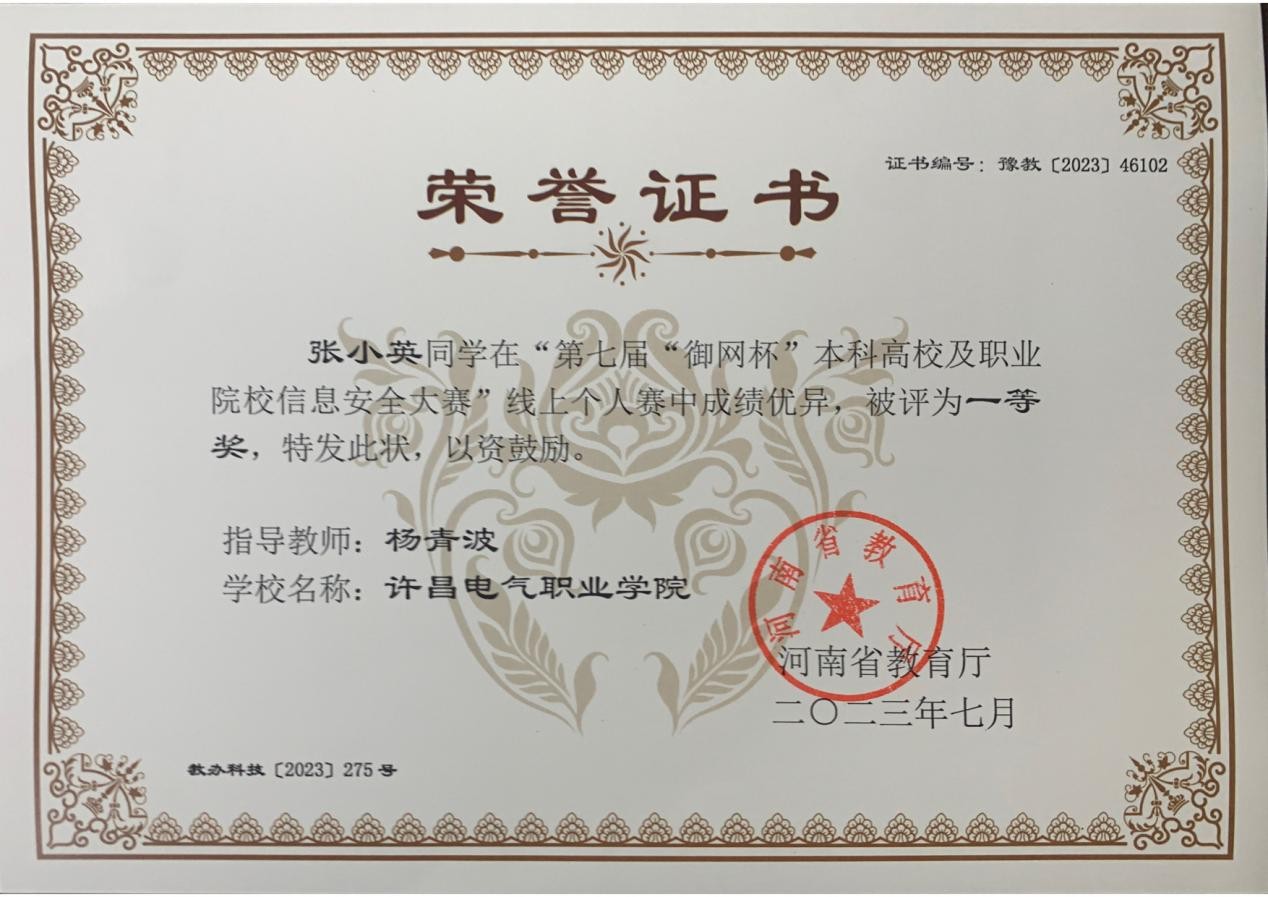 证书编号：豫教〔2023〕46102
荣誉证书
张小英同学在“第七届“御网杯”本科高校及职业
院校信息安全大赛”线上个人赛中成绩优异，被评为一等
奖，特发此状，以资鼓励。
指导教师：杨青波
学校名称：许昌电气职业学院
河南省教育厅
河南省教育厅
二〇二三年七月
教办科技〔2023〕275号